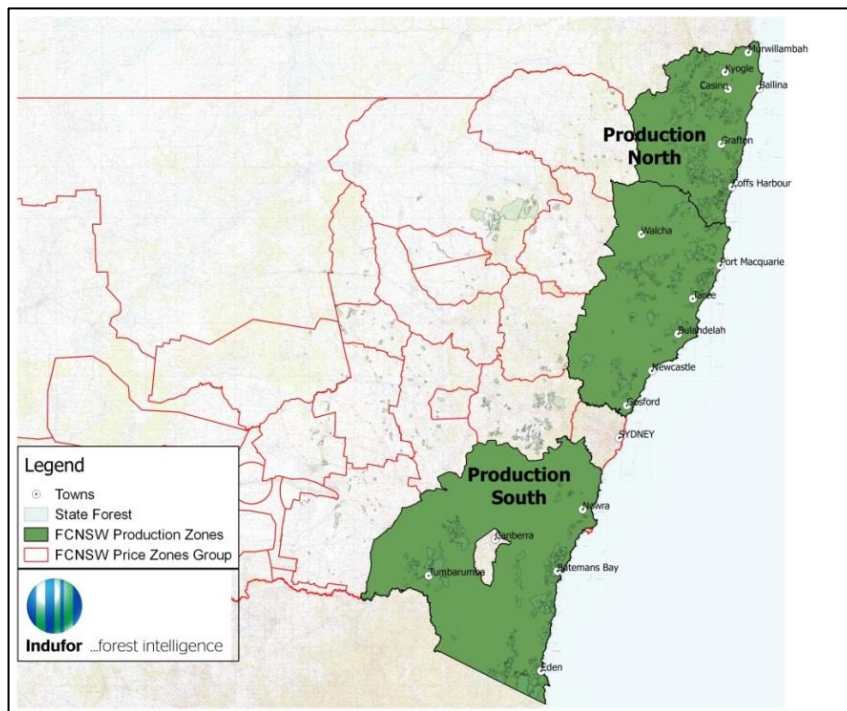 Murwillambah
Kyogle
Casino
Ballina
Production
North
Grafton
Coffs Harbour
Walcha
Port Macquarie
Taree
Bulahdelah
Newcastle
Gosford
SYDNEY
Production
South
Nowra
Canberra
Tumbarumba
Batemans Bay
Eden
Legend
Towns
State Forest
FCNSW Production Zones
FCNSW Price Zones Group
Indufor ...forest intelligence